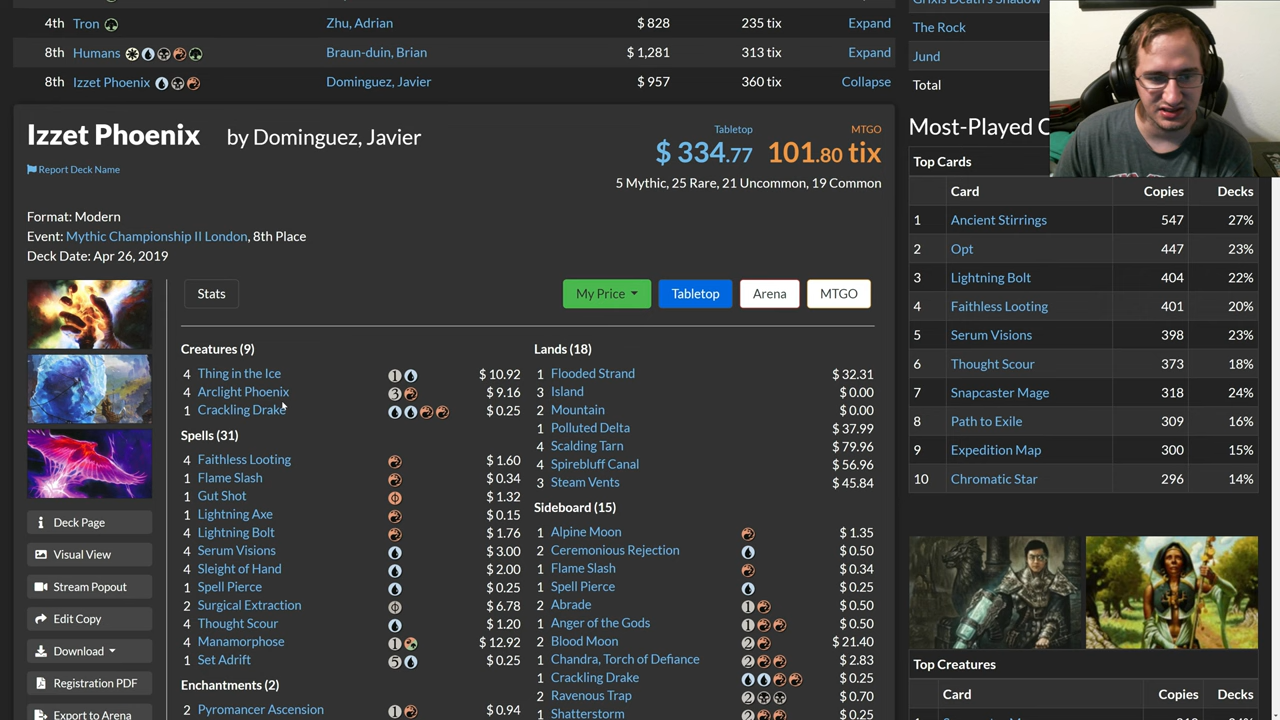 Grixis Death's Shadow
4th Tron Zhu, Adrian $ 828 235 tix Expand
The Rock
8th Humans Braun-duin, Brian $ 1,281 313 tix Expand
Jund
8th Izzet Phoenix Dominguez, Javier $ 957 360 tix Collapse
Total
Izzet Phoenix by Dominguez, Javier
Report Deck Name
Tabletop MTGO
$ 334.77 101.80 tix
5 Mythic, 25 Rare, 21 Uncommon, 19 Common
Format: Modern
Event: Mythic Championship II London, 8th Place
Deck Date: Apr 26, 2019
Stats
My Price Tabletop Arena MTGO
Creatures (9)
4 Thing in the Ice 1 $ 10.92
4 Arclight Phoenix 3 $ 9.16
1 Crackling Drake $ 0.25
Spells (31)
4 Faithless Looting $ 1.60
1 Flame Slash $ 0.34
1 Gut Shot $ 1.32
1 Lightning Axe $ 0.15
4 Lightning Bolt $ 1.76
4 Serum Visions $ 3.00
4 Sleight of Hand $ 2.00
1 Spell Pierce $ 0.25
2 Surgical Extraction $ 6.78
4 Thought Scour $ 1.20
4 Manamorphose 1 $ 12.92
1 Set Adrift 5 $ 0.25
Enchantments (2)
2 Pyromancer Ascension 1 $ 0.94
Lands (18)
1 Flooded Strand $ 32.31
3 Island $ 0.00
2 Mountain $ 0.00
1 Polluted Delta $ 37.99
4 Scalding Tarn $ 79.96
4 Spirebluff Canal $ 56.96
3 Steam Vents $ 45.84
Sideboard (15)
1 Alpine Moon $ 1.35
2 Ceremonious Rejection $ 0.50
1 Flame Slash $ 0.34
1 Spell Pierce $ 0.25
2 Abrade 1 $ 0.50
1 Anger of the Gods 1 $ 0.50
2 Blood Moon 2 $ 21.40
1 Chandra, Torch of Defiance 2 $ 2.83
1 Crackling Drake $ 0.25
2 Ravenous Trap 2 $ 0.70
1 Shatterstorm 2 $ 0.25
Deck Page
Visual View
Stream Popout
Edit Copy
Download
Registration PDF
Export to Arena
Most-Played C
Top Cards
Card Copies Decks
1 Ancient Stirrings 547 27%
2 Opt 447 23%
3 Lightning Bolt 404 22%
4 Faithless Looting 401 20%
5 Serum Visions 398 23%
6 Thought Scour 373 18%
7 Snapcaster Mage 318 24%
8 Path to Exile 309 16%
9 Expedition Map 300 15%
10 Chromatic Star 296 14%
Top Creatures
Card Copies Decks